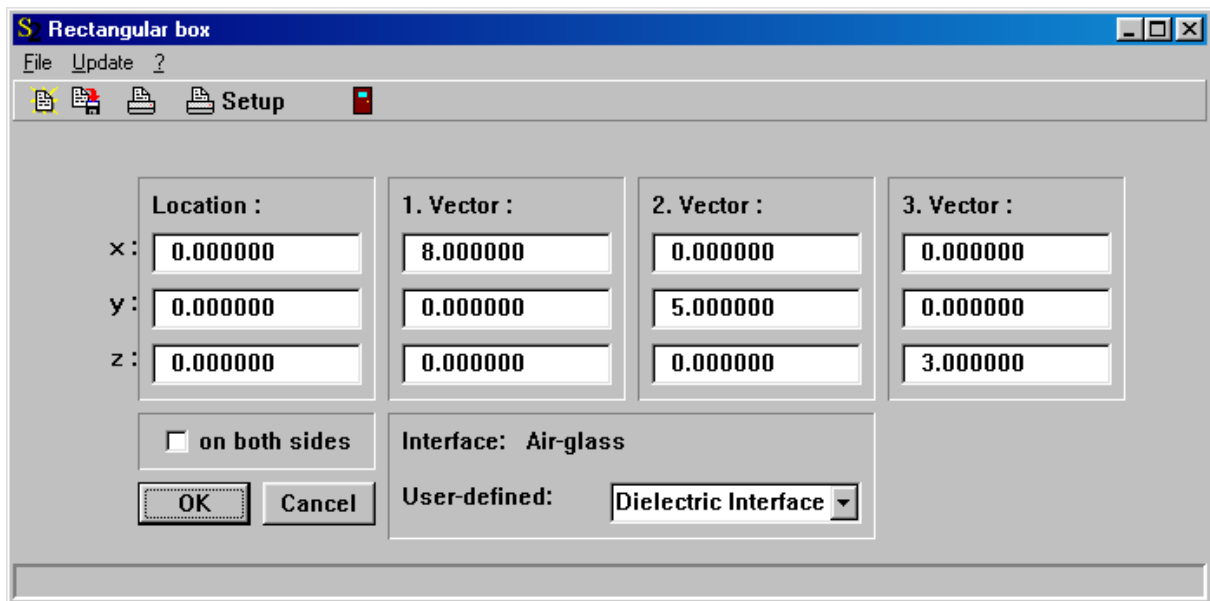 S2 Rectangular box
File Update ?
Setup
Location : 1. Vector : 2. Vector : 3. Vector :
x: 0.000000 8.000000 0.000000 0.000000
y: 0.000000 0.000000 5.000000 0.000000
z: 0.000000 0.000000 0.000000 3.000000
on both sides
Interface: Air-glass
OK Cancel
User-defined: Dielectric Interface